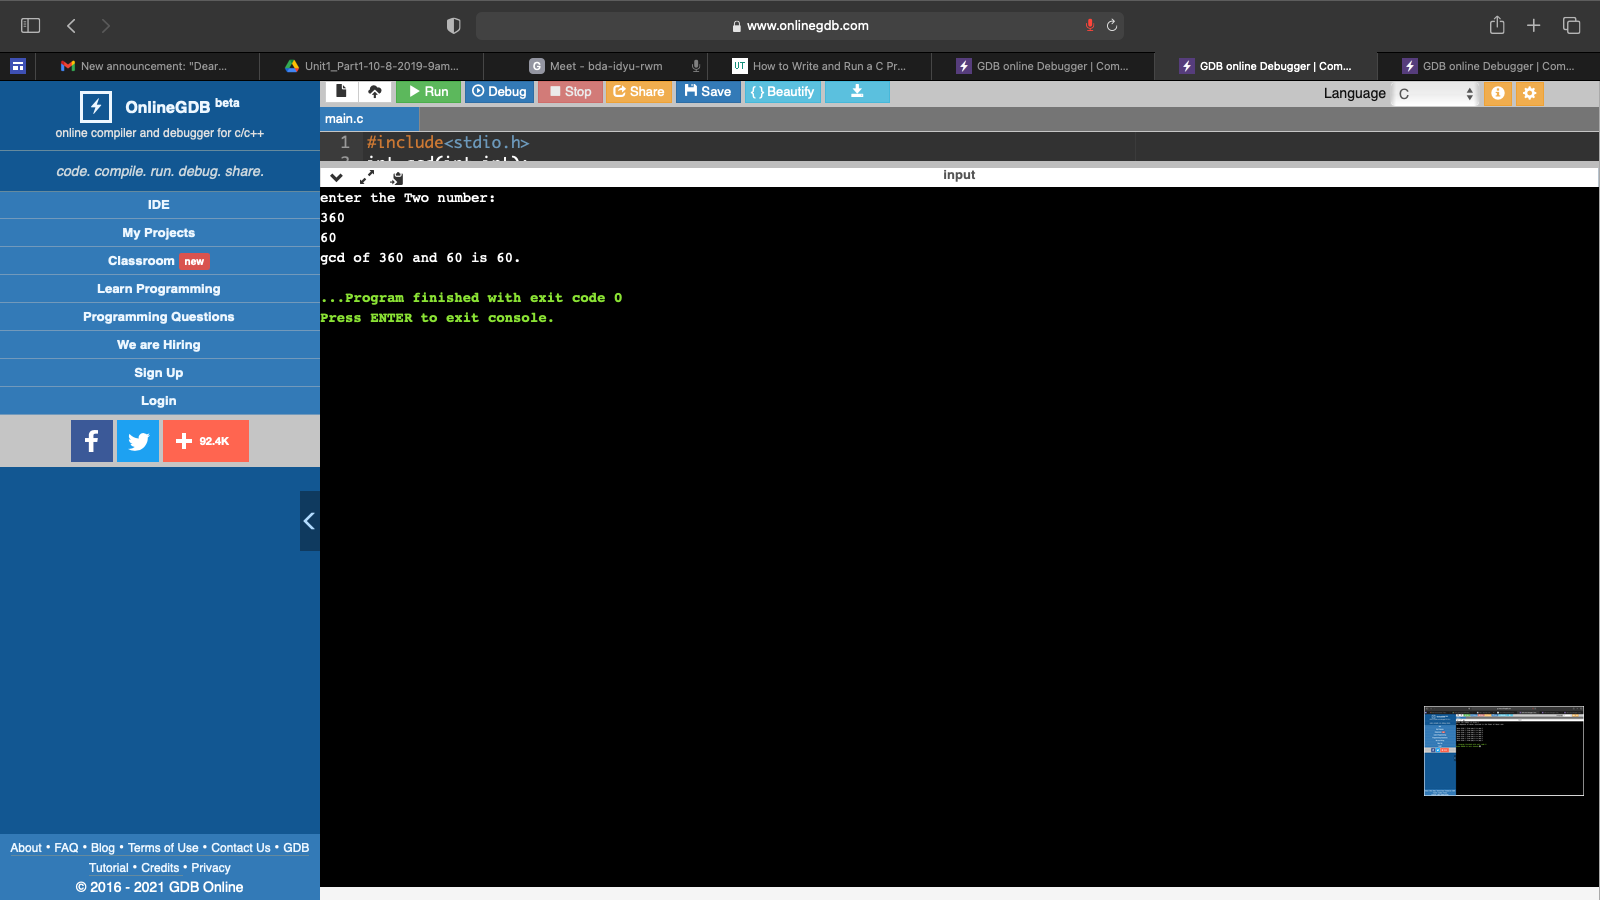 www.onlinegdb.com
New announcement: "Dear...
Unit1_Part1-10-8-2019-9am...
G Meet - bda-idyu-rwm
UT How to Write and Run a C Pr...
GDB online Debugger | Com...
GDB online Debugger | Com...
GDB online Debugger | Com...
OnlineGDB beta
online compiler and debugger for c/c++
code. compile. run. debug. share.
IDE
My Projects
Classroom new
Learn Programming
Programming Questions
We are Hiring
Sign Up
Login
f + 92.4K
About • FAQ • Blog • Terms of Use • Contact Us • GDB
Tutorial • Credits • Privacy
© 2016 - 2021 GDB Online
Run Debug Stop Share Save {} Beautify
Language C
main.c
1 #include<stdio.h>
input
enter the Two number:
360
60
gcd of 360 and 60 is 60.
...Program finished with exit code 0
Press ENTER to exit console.